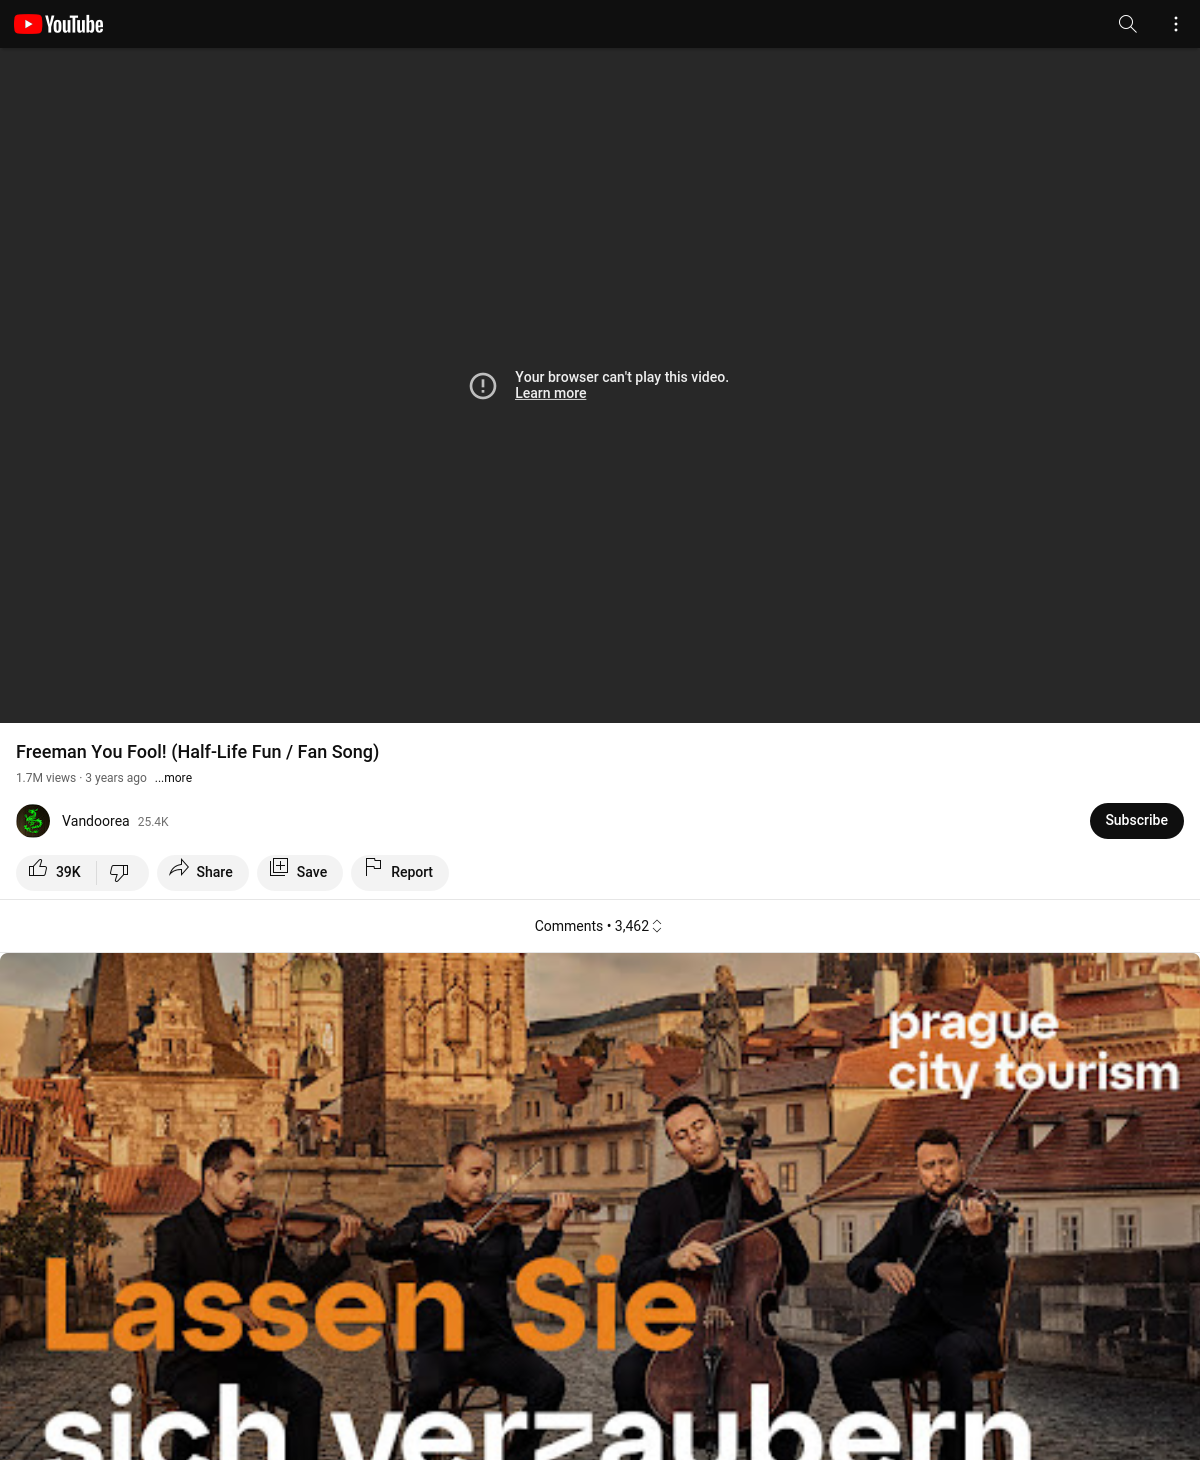 YouTube
Your browser can't play this video.
Learn more
Freeman You Fool! (Half-Life Fun / Fan Song)
1.7M views · 3 years ago ...more
Vandoorea 25.4K
Subscribe
39K
Share
Save
Report
Comments • 3,462
prague
city tourism
Lassen Sie
sich verzaubern